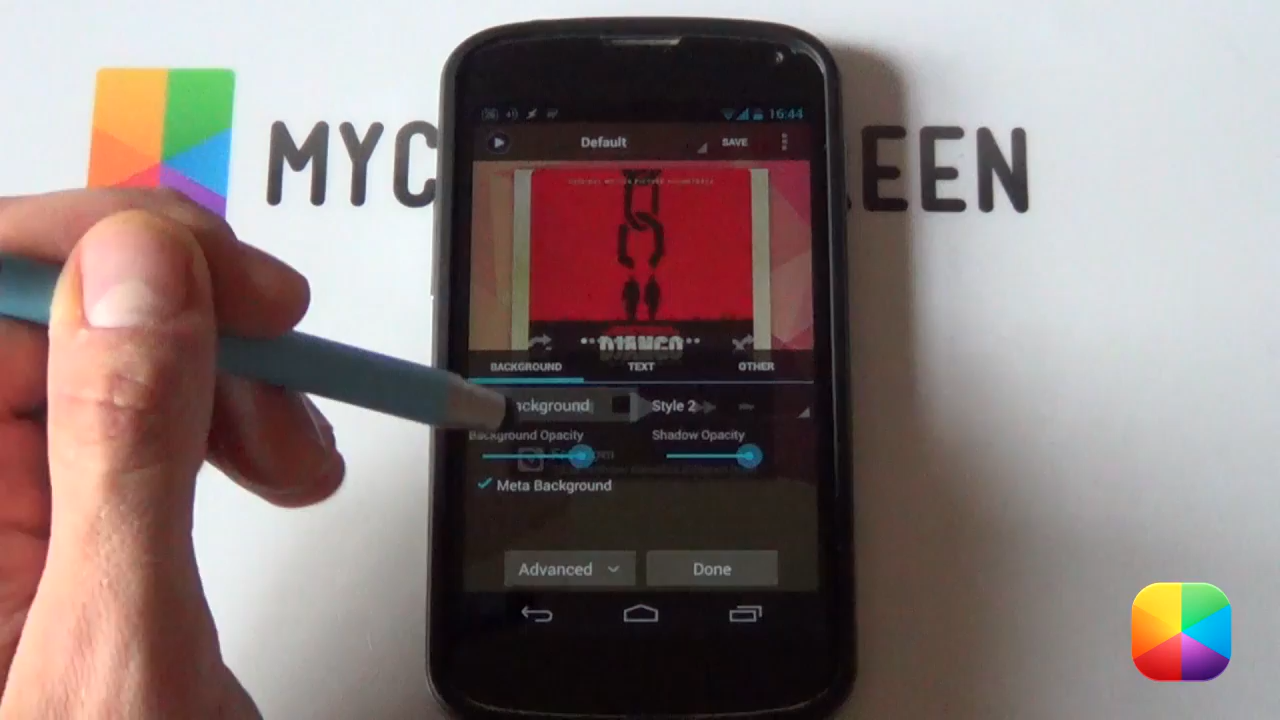 MYC EEN
16:44
Default SAVE
ORIGINAL MOTION PICTURE SOUNDTRACK
DJANGO
BACKGROUND TEXT OTHER
ackground Style 2
Background Opacity Shadow Opacity
Meta Background
Advanced Done